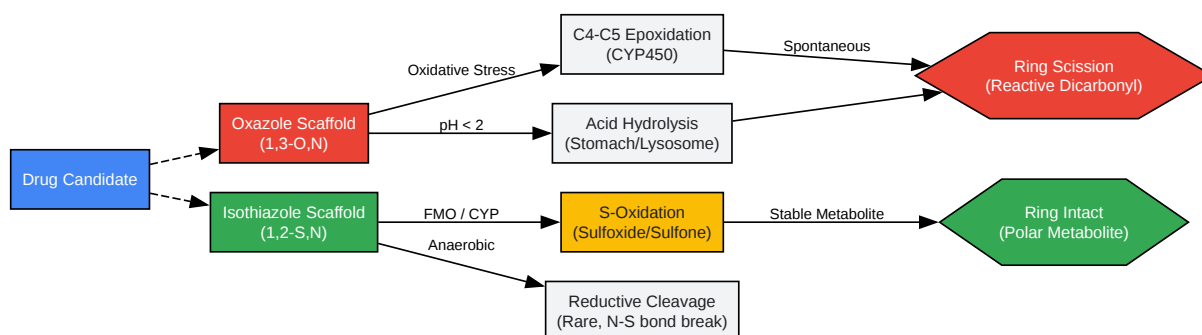 Drug Candidate
Oxazole Scaffold
(1,3-O,N)
Isothiazole Scaffold
(1,2-S,N)
Oxidative Stress
pH < 2
FMO / CYP
Anaerobic
C4-C5 Epoxidation
(CYP450)
Acid Hydrolysis
(Stomach/Lysosome)
S-Oxidation
(Sulfoxide/Sulfone)
Reductive Cleavage
(Rare, N-S bond break)
Spontaneous
Stable Metabolite
Ring Scission
(Reactive Dicarbonyl)
Ring Intact
(Polar Metabolite)